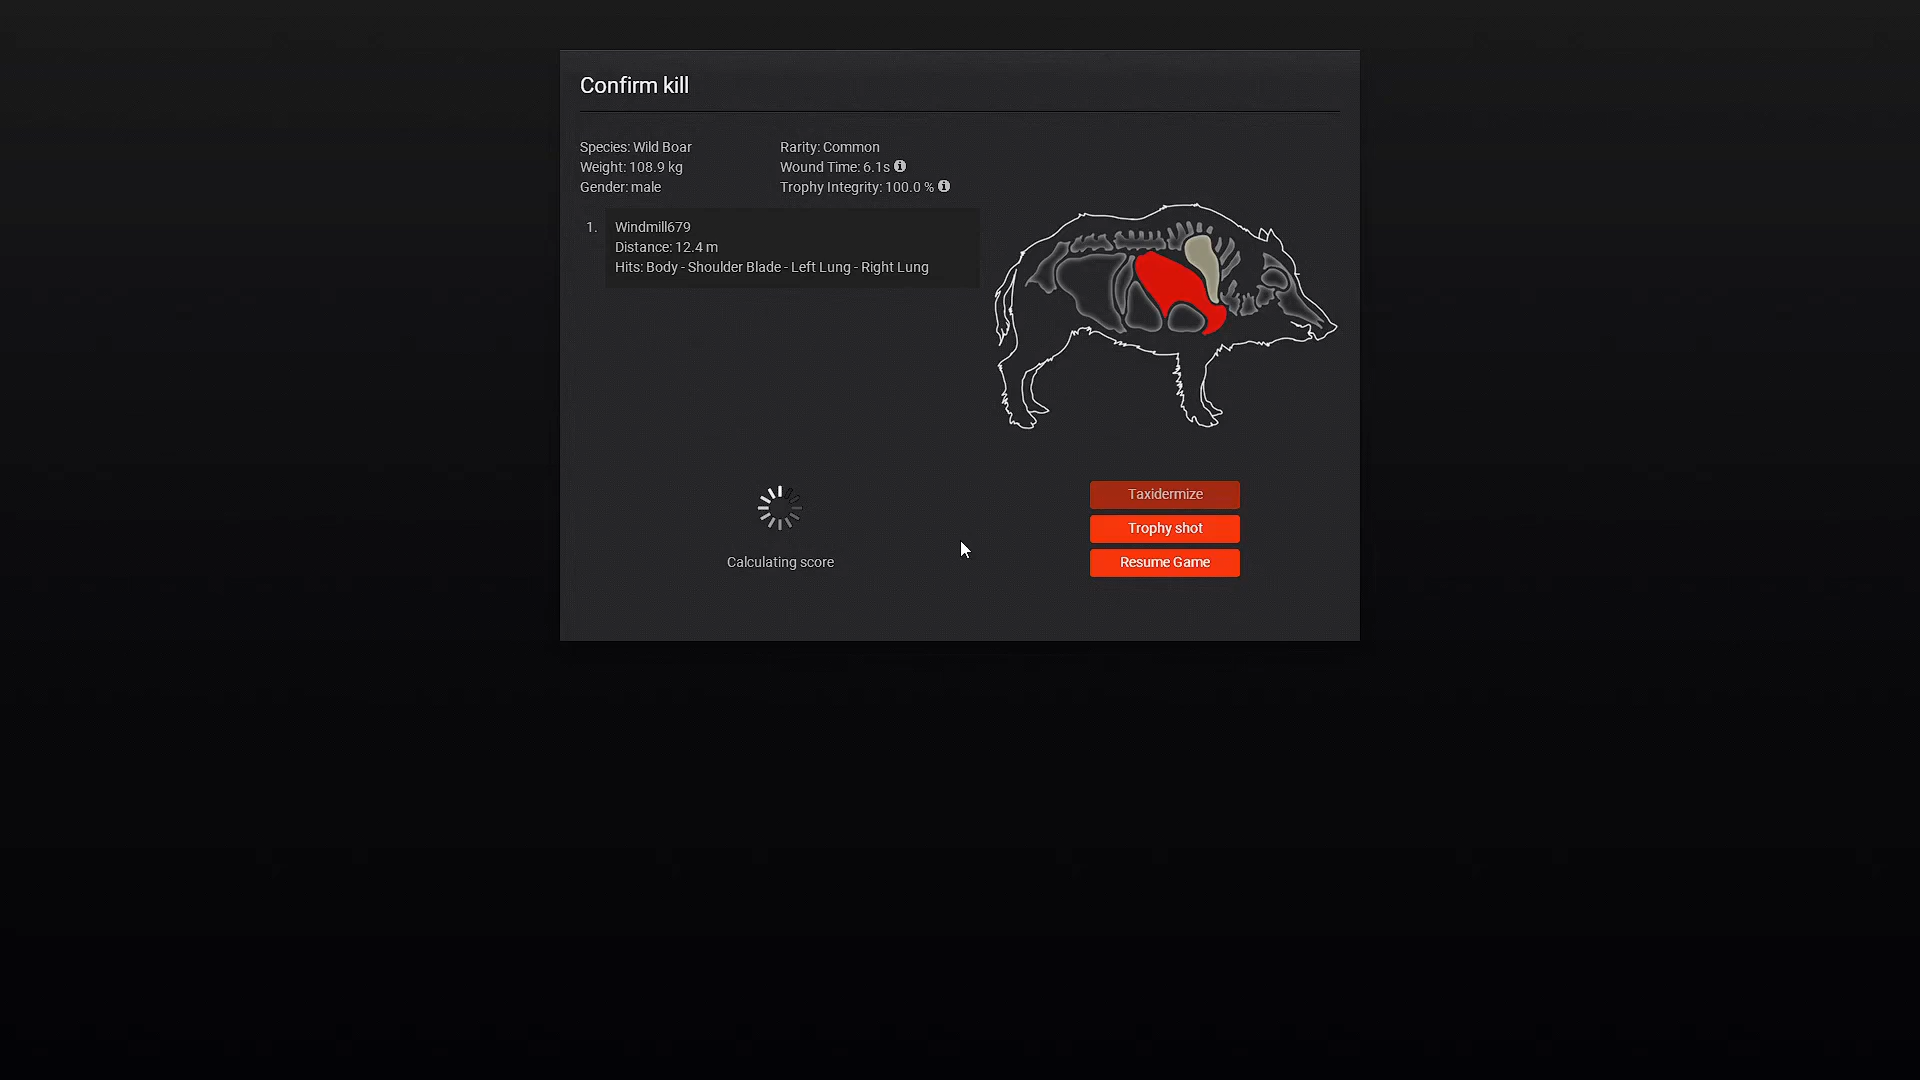 Confirm kill
Species: Wild Boar
Rarity: Common
Weight: 108.9 kg
Wound Time: 6.1s
Gender: male
Trophy Integrity: 100.0 %
1.
Windmill679
Distance: 12.4 m
Hits: Body - Shoulder Blade - Left Lung - Right Lung
Taxidermize
Trophy shot
Calculating score
Resume Game